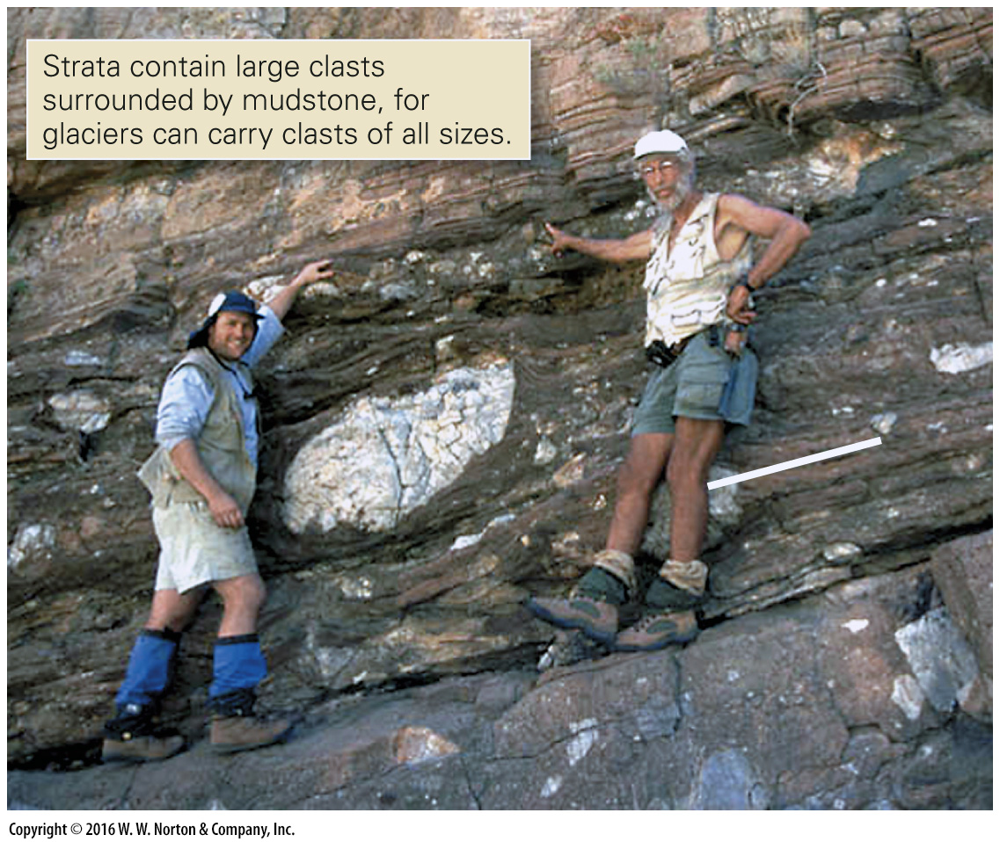 Strata contain large clasts
surrounded by mudstone, for
glaciers can carry clasts of all sizes.
Copyright © 2016 W. W. Norton & Company, Inc.